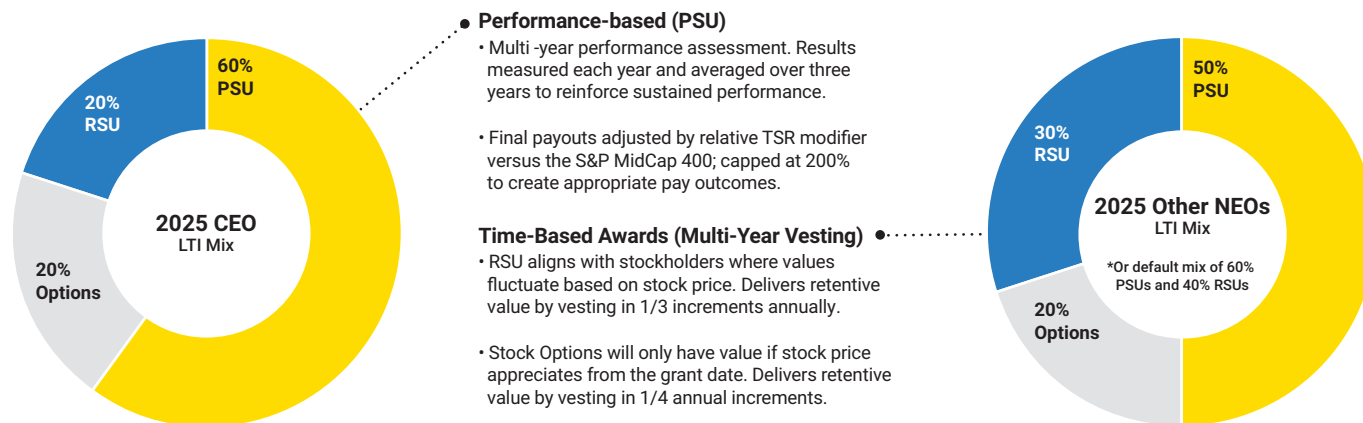 60%
PSU
20%
RSU
20%
Options
2025 CEO
LTI Mix
Performance-based (PSU)
• Multi -year performance assessment. Results
measured each year and averaged over three
years to reinforce sustained performance.
• Final payouts adjusted by relative TSR modifier
versus the S&P MidCap 400; capped at 200%
to create appropriate pay outcomes.
Time-Based Awards (Multi-Year Vesting)
• RSU aligns with stockholders where values
fluctuate based on stock price. Delivers retentive
value by vesting in 1/3 increments annually.
• Stock Options will only have value if stock price
appreciates from the grant date. Delivers retentive
value by vesting in 1/4 annual increments.
50%
PSU
30%
RSU
20%
Options
2025 Other NEOs
LTI Mix
*Or default mix of 60%
PSUs and 40% RSUs